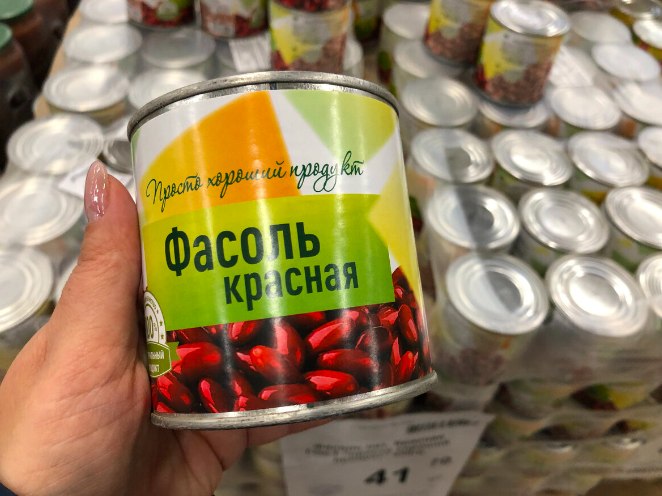 Просто хороший продукт
Фасоль
красная
41